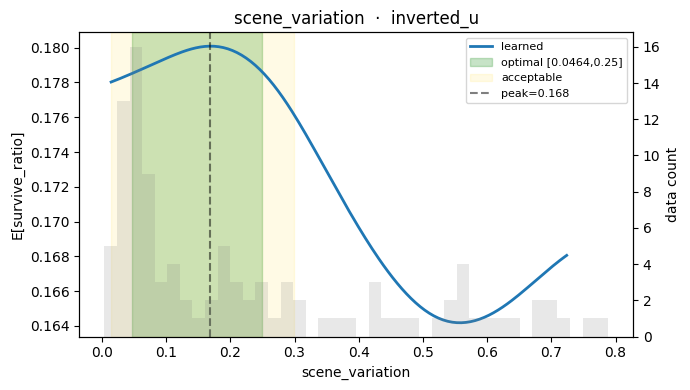 scene_variation  ·  inverted_u
learned
optimal [0.0464,0.25]
acceptable
peak=0.168
E[survive_ratio]
0.180
0.178
0.176
0.174
0.172
0.170
0.168
0.166
0.164
16
14
12
10
8
6
4
2
0
data count
0.0 0.1 0.2 0.3 0.4 0.5 0.6 0.7 0.8
scene_variation